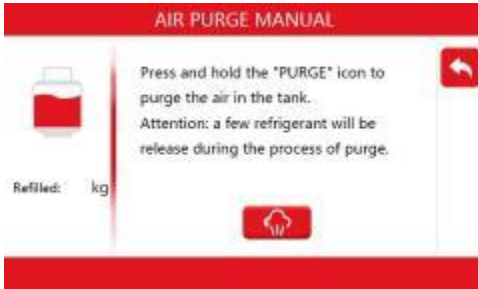 AIR PURGE MANUAL
Press and hold the "PURGE" icon to
purge the air in the tank.
Attention: a few refrigerant will be
release during the process of purge.
Refilled: kg